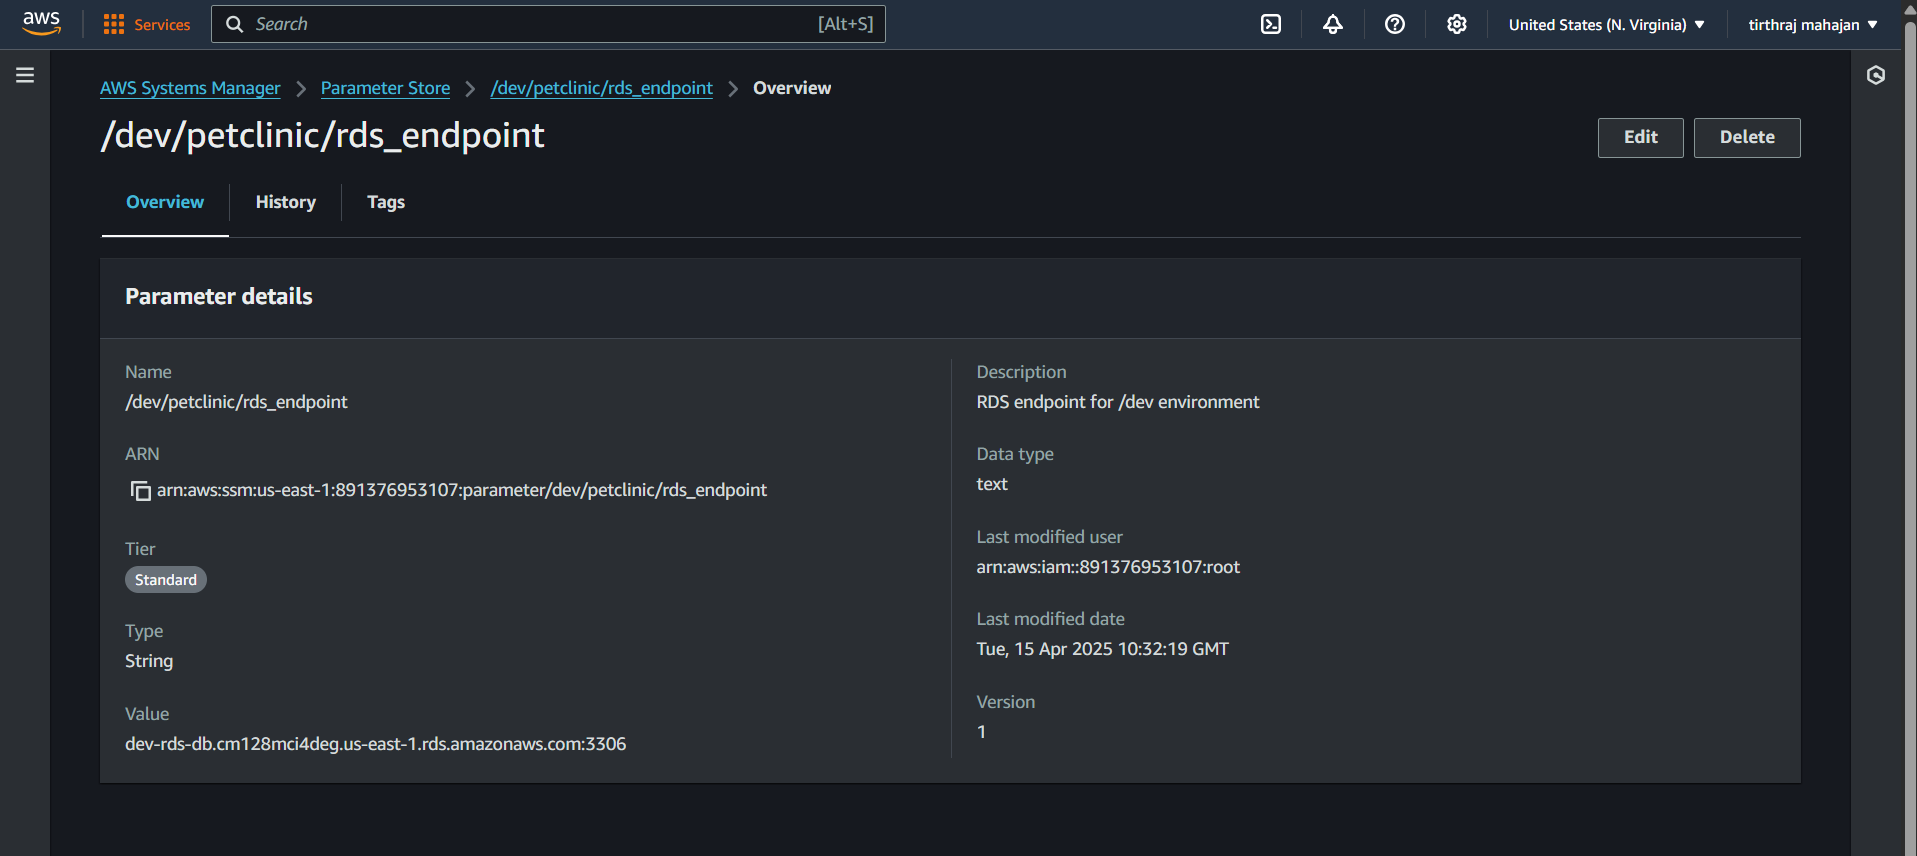 aws
Services
Search [Alt+S]
United States (N. Virginia)
tirthraj mahajan
AWS Systems Manager
Parameter Store
/dev/petclinic/rds_endpoint
Overview
/dev/petclinic/rds_endpoint
Edit
Delete
Overview
History
Tags
Parameter details
Name
/dev/petclinic/rds_endpoint
ARN
arn:aws:ssm:us-east-1:891376953107:parameter/dev/petclinic/rds_endpoint
Tier
Standard
Type
String
Value
dev-rds-db.cm128mci4deg.us-east-1.rds.amazonaws.com:3306
Description
RDS endpoint for /dev environment
Data type
text
Last modified user
arn:aws:iam::891376953107:root
Last modified date
Tue, 15 Apr 2025 10:32:19 GMT
Version
1